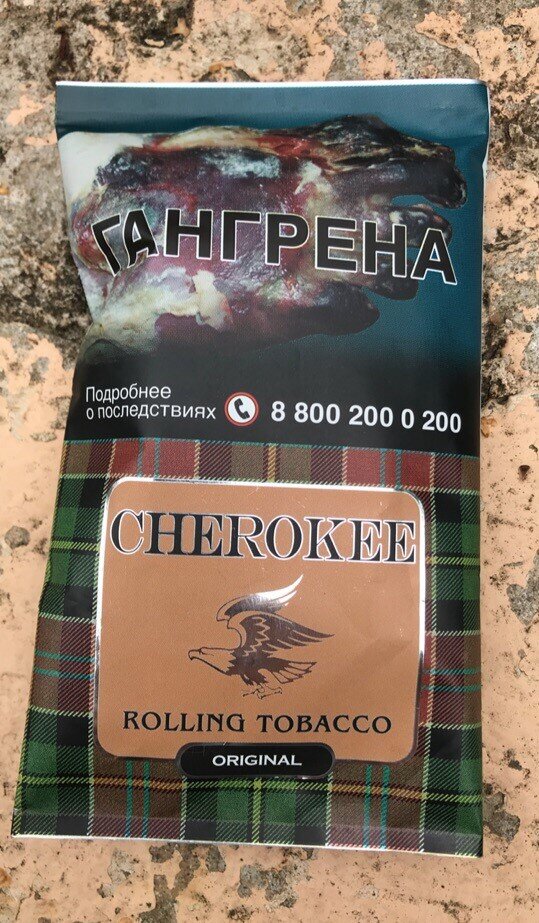 ГАНГРЕНА
Подробнее
о последствиях 8 800 200 0 200
CHEROKEE
ROLLING TOBACCO
ORIGINAL